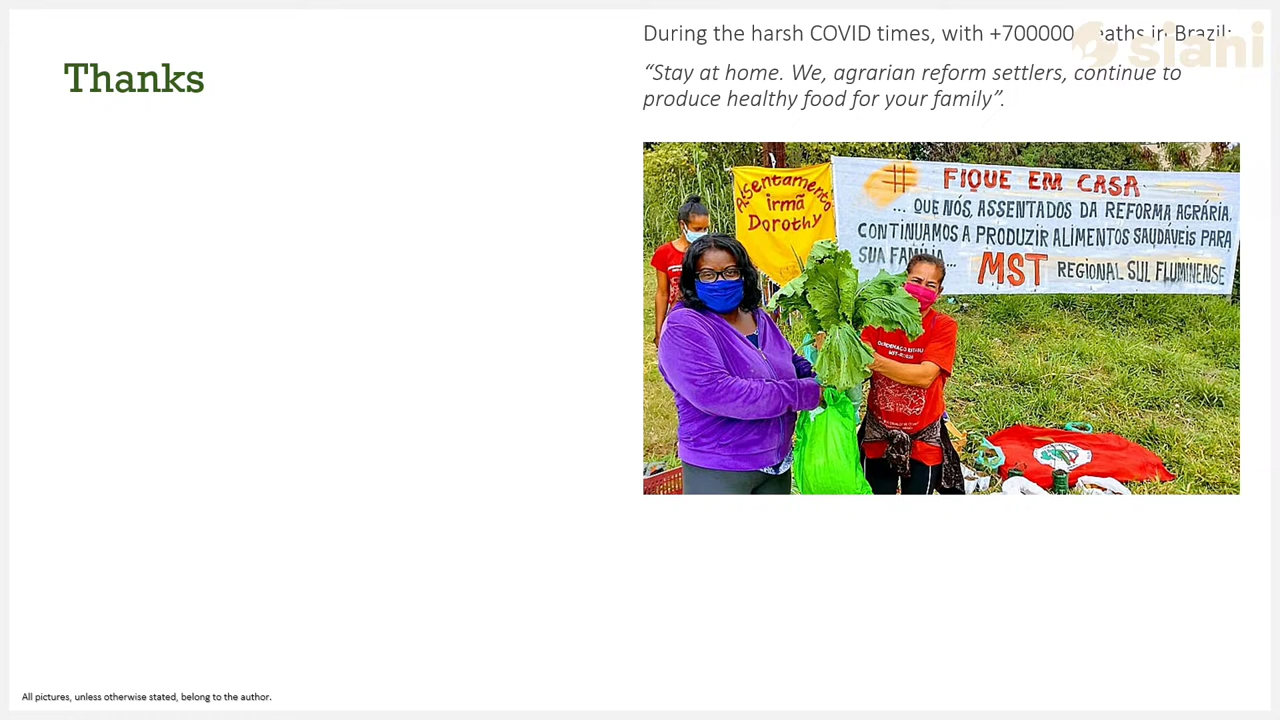 Thanks
During the harsh COVID times, with +700000 deaths in Brazil:
“Stay at home. We, agrarian reform settlers, continue to
produce healthy food for your family”.
siani
Assentamento
irmã
Dorothy
# FIQUE EM CASA
... QUE NÓS, ASSENTADOS DA REFORMA AGRÁRIA,
CONTINUAMOS A PRODUZIR ALIMENTOS SAUDÁVEIS PARA
SUA FAMÍLIA...
MST REGIONAL SUL FLUMINENSE
All pictures, unless otherwise stated, belong to the author.